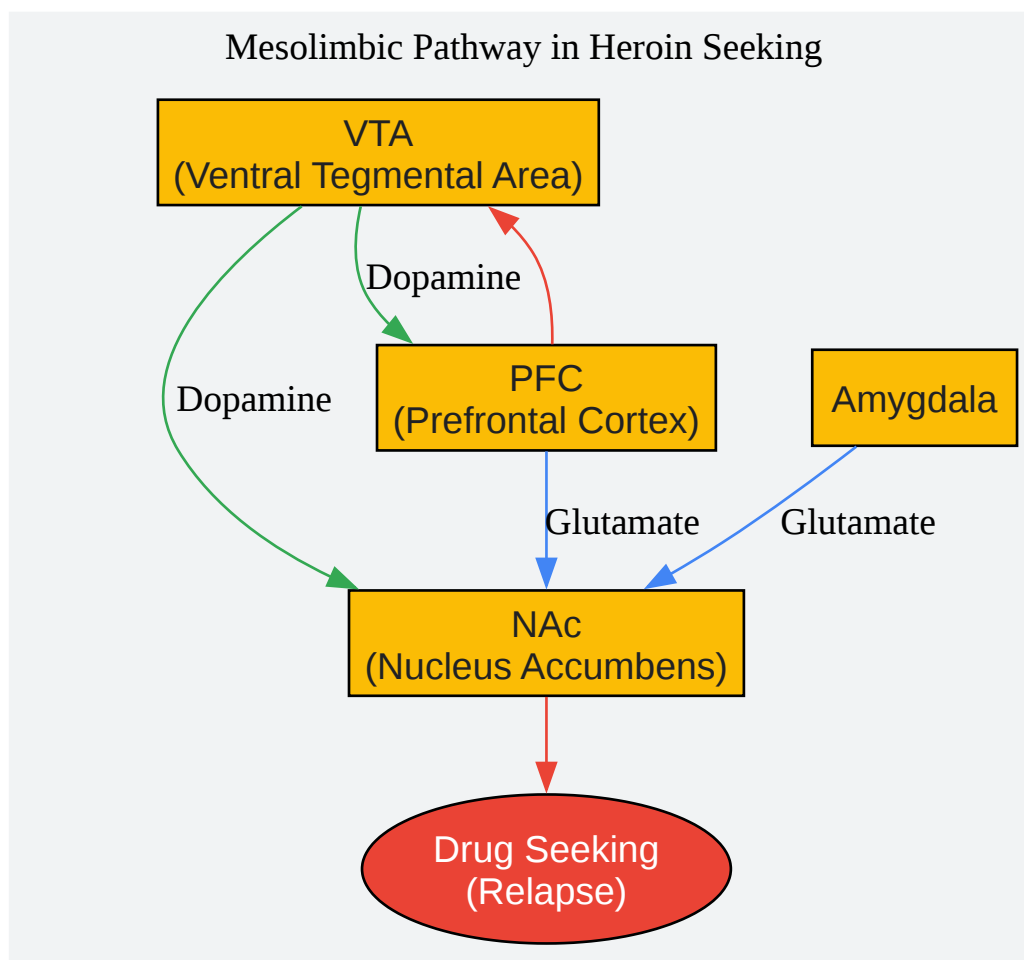 Mesolimbic Pathway in Heroin Seeking
VTA
(Ventral Tegmental Area)
Dopamine
PFC
(Prefrontal Cortex)
Amygdala
Dopamine
Glutamate
Glutamate
NAc
(Nucleus Accumbens)
Drug Seeking
(Relapse)